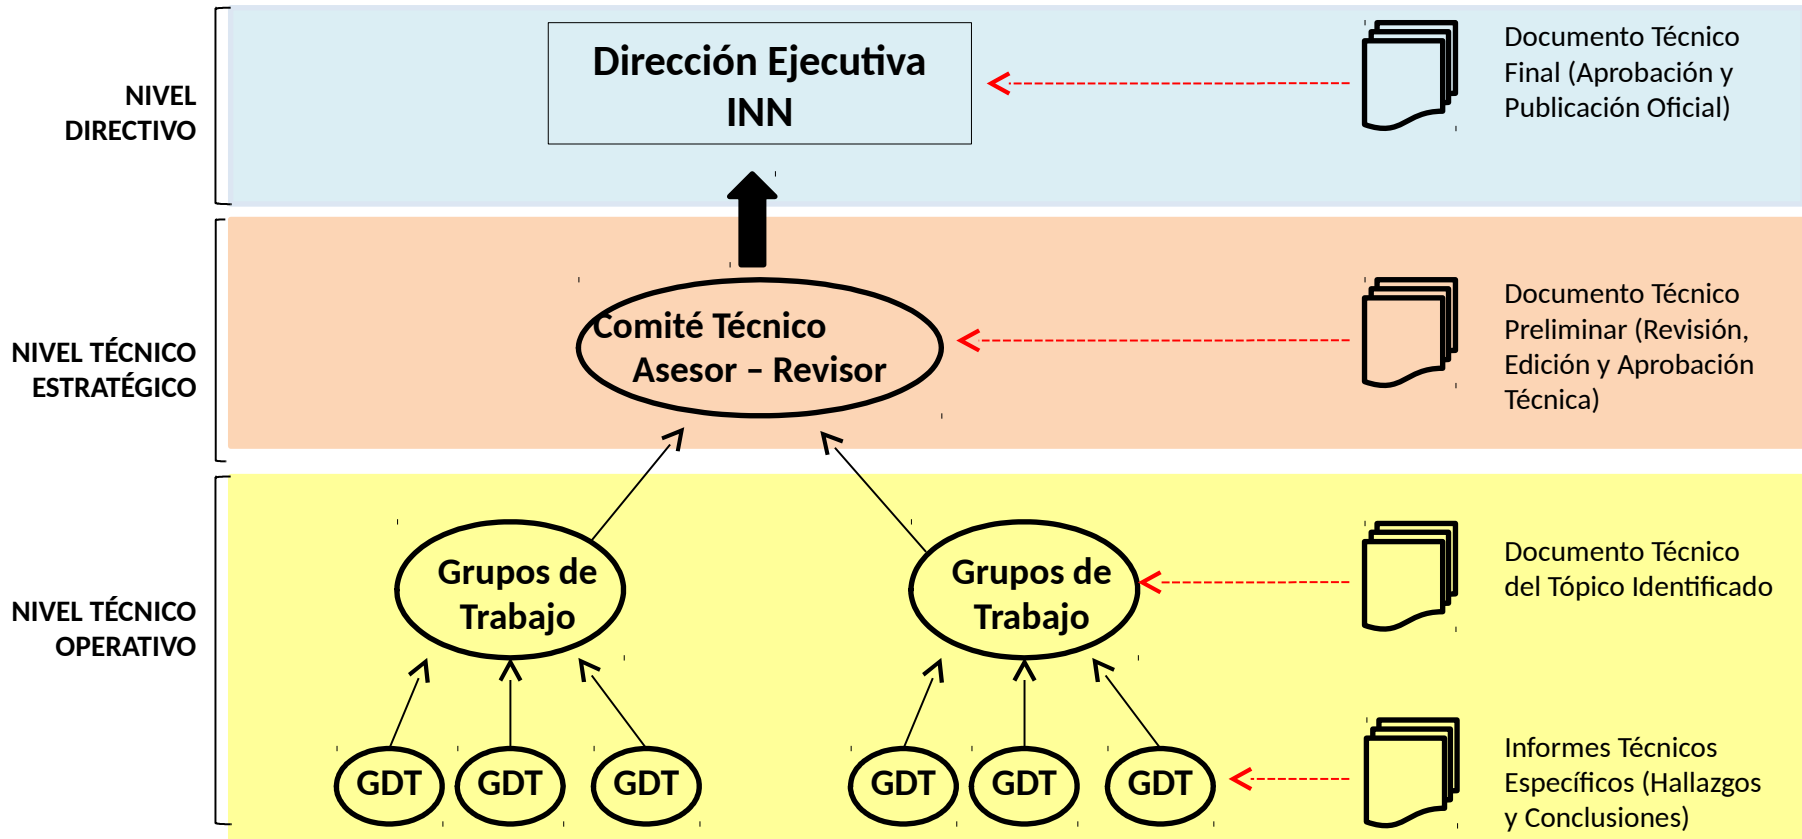 NIVEL
DIRECTIVO
Dirección Ejecutiva
INN
Documento Técnico
Final (Aprobación y
Publicación Oficial)
NIVEL TÉCNICO
ESTRATÉGICO
Comité Técnico
Asesor – Revisor
Documento Técnico
Preliminar (Revisión,
Edición y Aprobación
Técnica)
NIVEL TÉCNICO
OPERATIVO
Grupos de
Trabajo
Grupos de
Trabajo
Documento Técnico
del Tópico Identificado
GDT
GDT
GDT
GDT
GDT
GDT
Informes Técnicos
Específicos (Hallazgos
y Conclusiones)